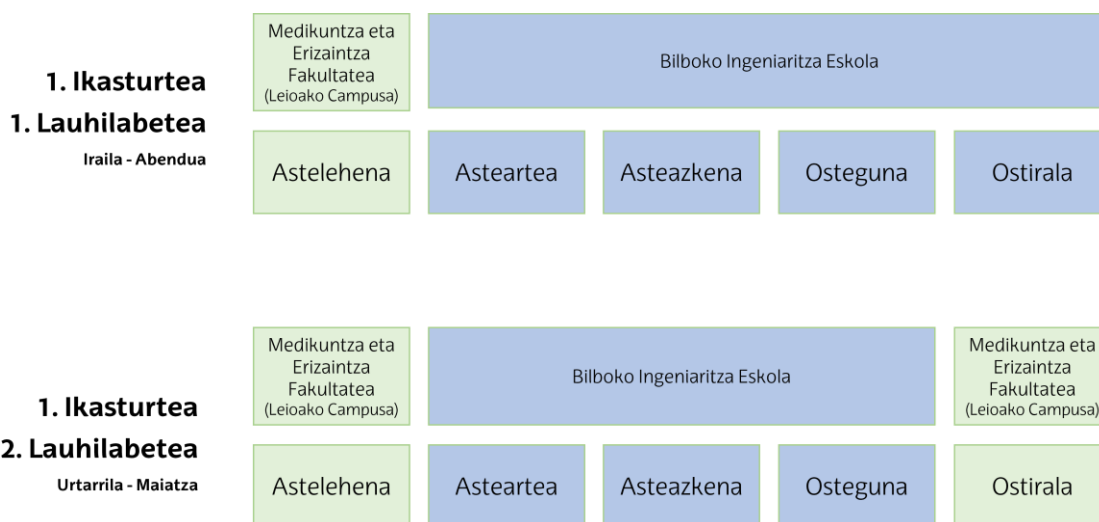 1. Ikasturtea
1. Lauhilabetea
Iraila - Abendua
Medikuntza eta
Erizaintza
Fakultatea
(Leioako Campusa)
Bilboko Ingeniaritza Eskola
Astelehena
Asteartea
Asteazkena
Osteguna
Ostirala
1. Ikasturtea
2. Lauhilabetea
Urtarrila - Maiatza
Medikuntza eta
Erizaintza
Fakultatea
(Leioako Campusa)
Bilboko Ingeniaritza Eskola
Medikuntza eta
Erizaintza
Fakultatea
(Leioako Campusa)
Astelehena
Asteartea
Asteazkena
Osteguna
Ostirala